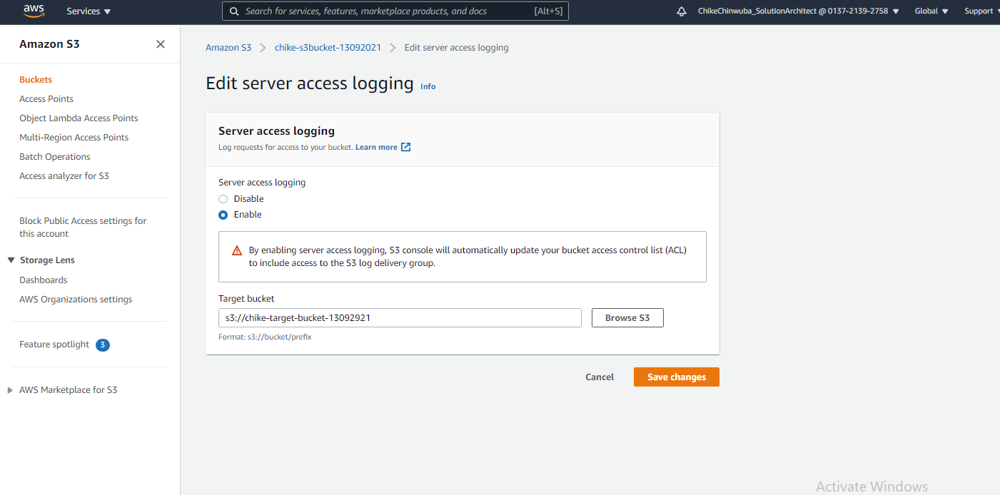 aws
Services
Search for services, features, marketplace products, and docs
[Alt+S]
ChikeChinwuba_SolutionArchitect @ 0137-2139-2758
Global
Support
Amazon S3
Buckets
Access Points
Object Lambda Access Points
Multi-Region Access Points
Batch Operations
Access analyzer for S3
Block Public Access settings for
this account
Storage Lens
Dashboards
AWS Organizations settings
Feature spotlight 3
AWS Marketplace for S3
Amazon S3 > chike-s3bucket-13092021 > Edit server access logging
Edit server access logging Info
Server access logging
Log requests for access to your bucket. Learn more
Server access logging
Disable
Enable
By enabling server access logging, S3 console will automatically update your bucket access control list (ACL)
to include access to the S3 log delivery group.
Target bucket
s3://chike-target-bucket-13092921
Browse S3
Format: s3://bucket/prefix
Cancel
Save changes
Activate Windows